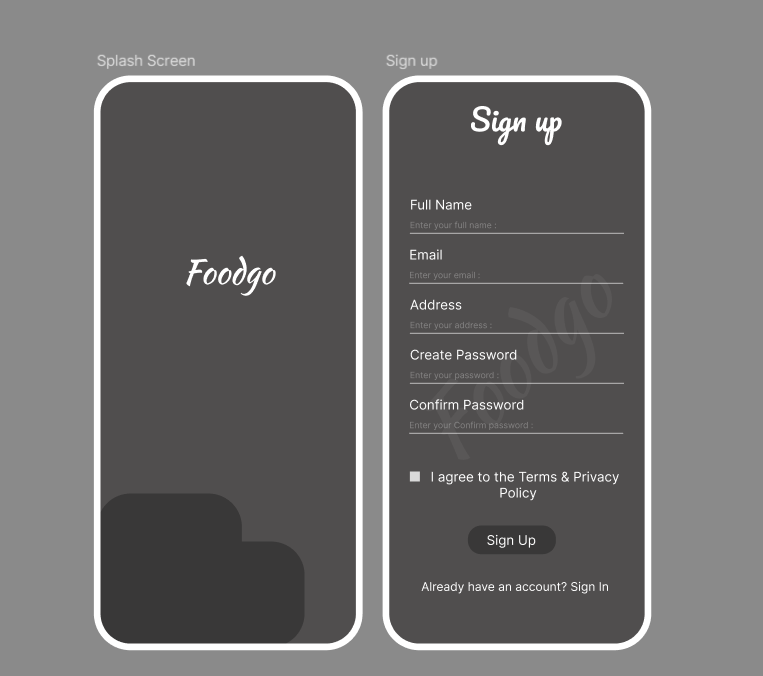 Splash Screen
Foodgo
Sign up
Sign up
Full Name
Enter your full name :
Email
Enter your email :
Address
Enter your address :
Create Password
Enter your password :
Confirm Password
Enter your Confirm password :
Foodgo
I agree to the Terms & Privacy
Policy
Sign Up
Already have an account? Sign In